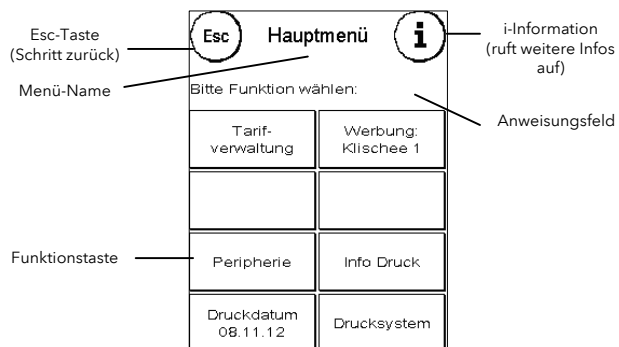 Esc-Taste
(Schritt zurück)
Esc
Hauptmenü
i
i-Information
(ruft weitere Infos
auf)
Menü-Name
Bitte Funktion wählen:
Anweisungsfeld
Tarif-
verwaltung
Werbung:
Klischee 1
Funktionstaste
Peripherie
Info Druck
Druckdatum
08.11.12
Drucksystem